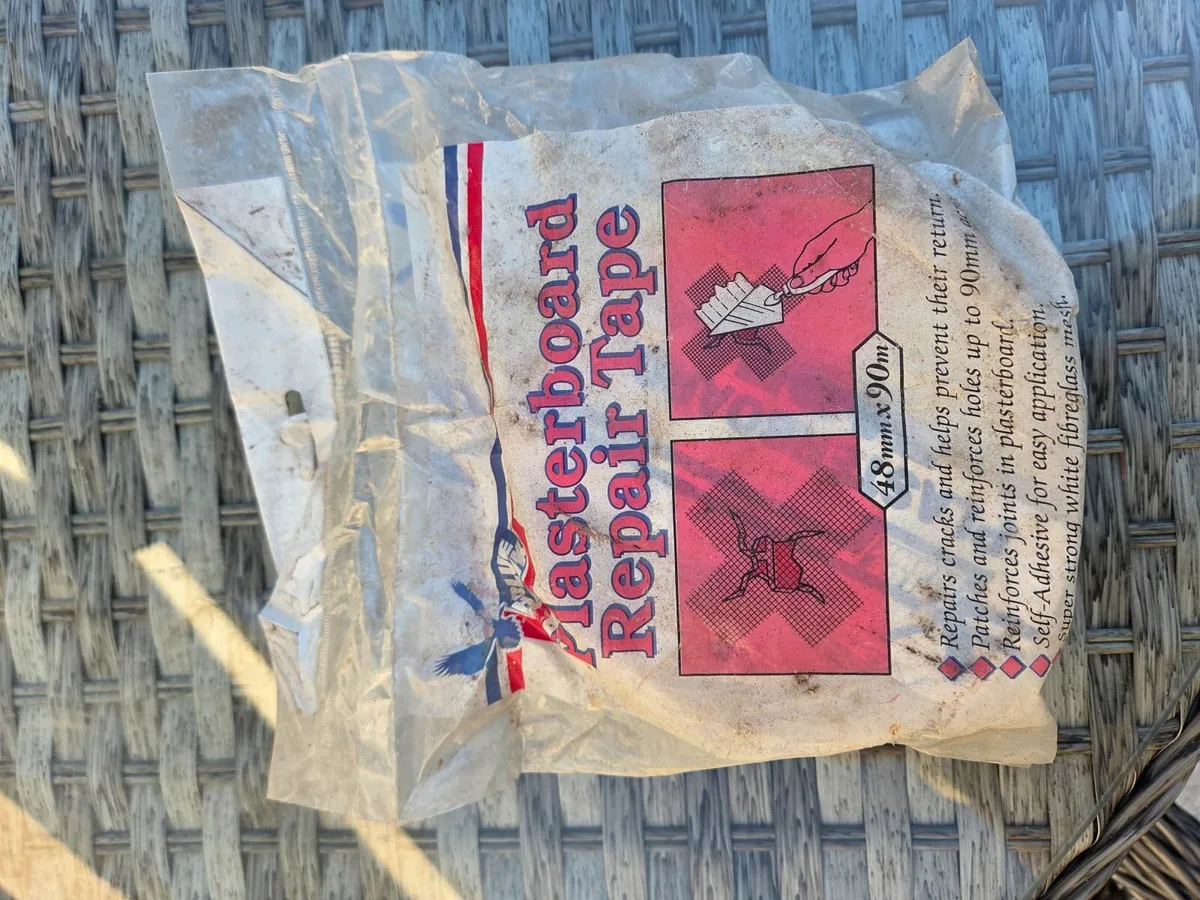 Plasterboard
Repair Tape
48mm x 90m
Repairs cracks and helps prevent their return.
Patches and reinforces holes up to 90mm
Reinforces joints in plasterboard.
Self-Adhesive for easy application.
Super strong white fibreglass mesh.